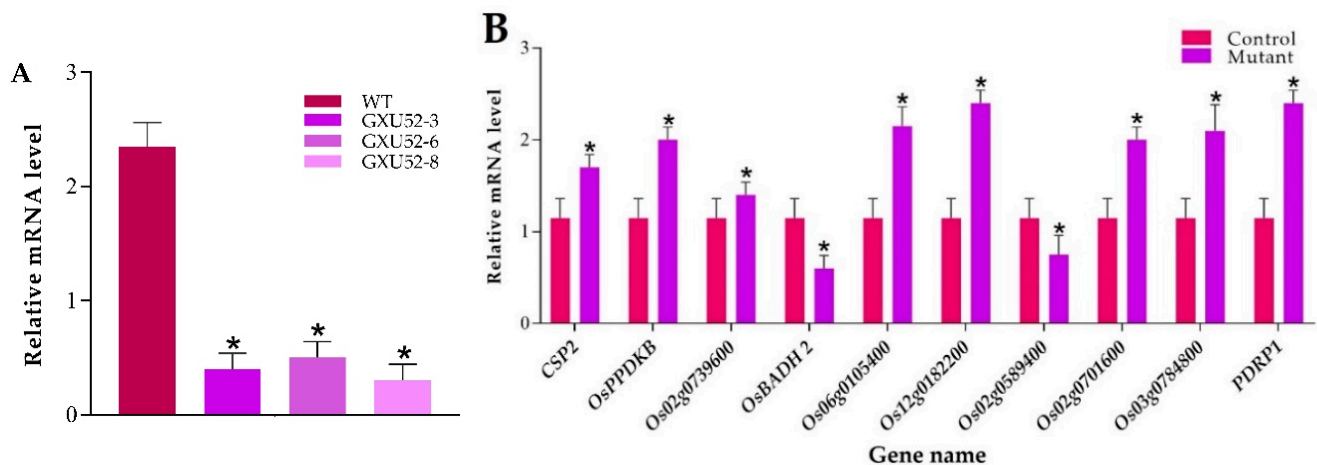 A
Relative mRNA level
3
2
1
0
WT
GXU52-3
GXU52-6
GXU52-8
*
*
*
B
Relative mRNA level
3
2
1
0
Control
Mutant
*
*
*
*
*
*
*
*
*
*
CSP2
OsPPDKB
Os02g0739600
OsBADH 2
Os06g0105400
Os12g0182200
Os02g0589400
Os02g0701600
Os03g0784800
PDRP1
Gene name